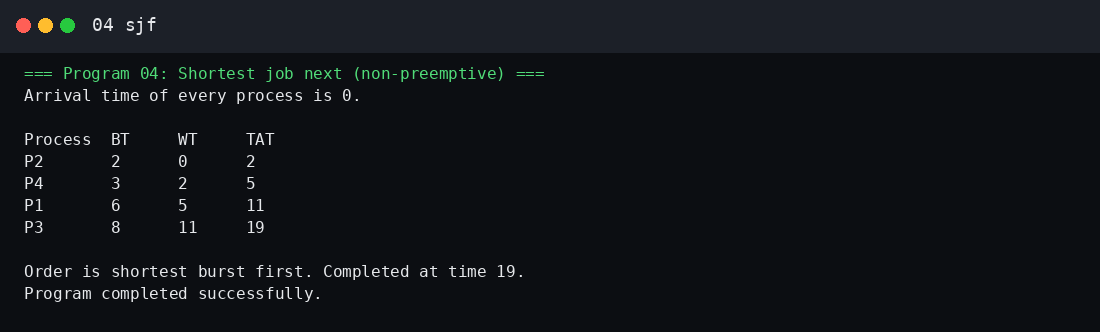 04 sjf
=== Program 04: Shortest job next (non-preemptive) ===
Arrival time of every process is 0.
Process  BT     WT     TAT
P2       2      0      2
P4       3      2      5
P1       6      5      11
P3       8      11     19
Order is shortest burst first. Completed at time 19.
Program completed successfully.